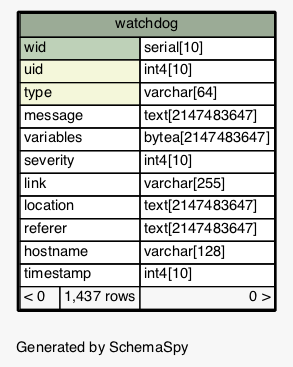 watchdog
wid serial[10]
uid int4[10]
type varchar[64]
message text[2147483647]
variables bytea[2147483647]
severity int4[10]
link varchar[255]
location text[2147483647]
referer text[2147483647]
hostname varchar[128]
timestamp int4[10]
< 0 1,437 rows 0 >
Generated by SchemaSpy